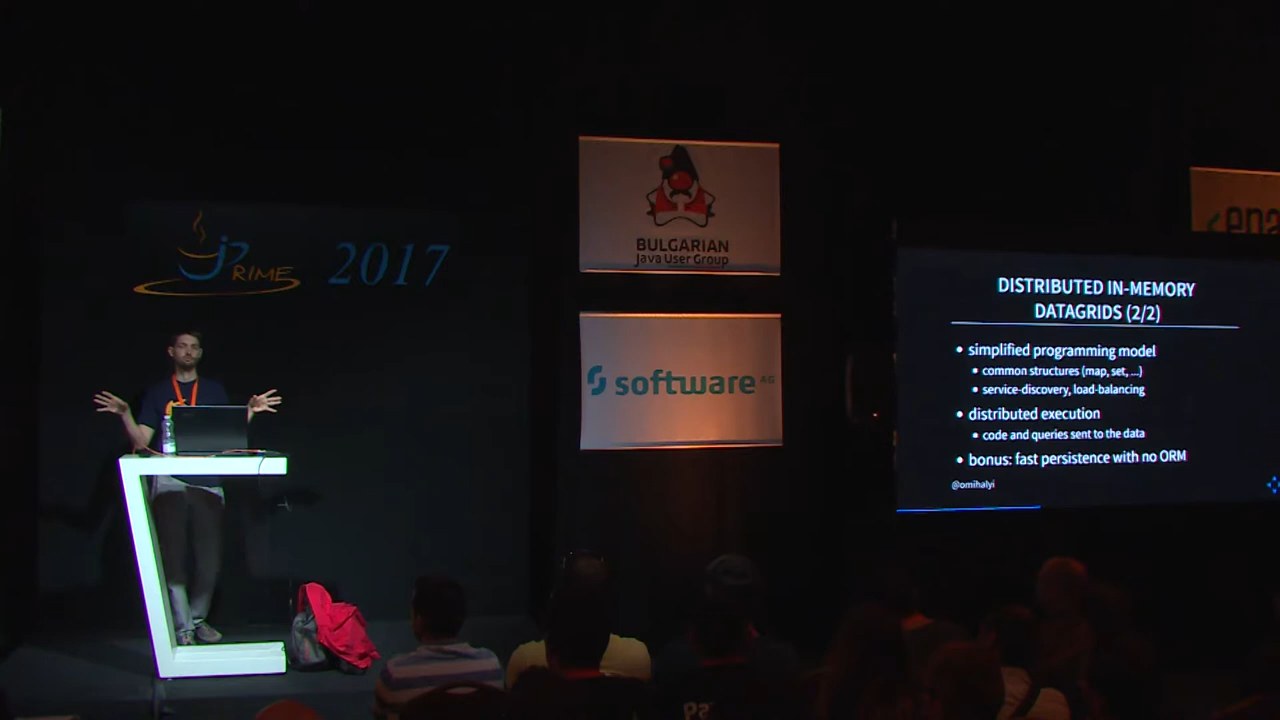 jPRIME 2017
BULGARIAN
Java User Group
software AG
DISTRIBUTED IN-MEMORY
DATAGRIDS (2/2)
• simplified programming model
• common structures (map, set, ...)
• service-discovery, load-balancing
• distributed execution
• code and queries sent to the data
• bonus: fast persistence with no ORM
@omihalyi